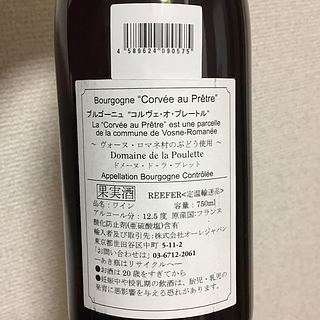 4589624090575
Bourgogne “Corvée au Prêtre”
ブルゴーニュ “コルヴェ・オ・プレートル”
La “Corvée au Prêtre” est une parcelle
de la commune de Vosne-Romanée
～ ヴォーヌ・ロマネ村のぶどう使用 ～
Domaine de la Poulette
ドメーヌ・ド・ラ・プレット
Appellation Bourgogne Contrôlée
果実酒 REEFER<定温輸送品>
品名：ワイン 容量：750ml
アルコール分：12.5度 原産国:フランス
酸化防止剤(亜硫酸塩)含有
輸入者及び引取先：株式会社オーレジャパン
東京都世田谷区中町 5-11-2
「お問い合わせは」03-6712-2061
―あき瓶はリサイクルへ―
●お酒は20歳をすぎてから
●妊娠中や授乳期の飲酒は、胎児・乳児の
発育に悪影響を与える恐れがあります。